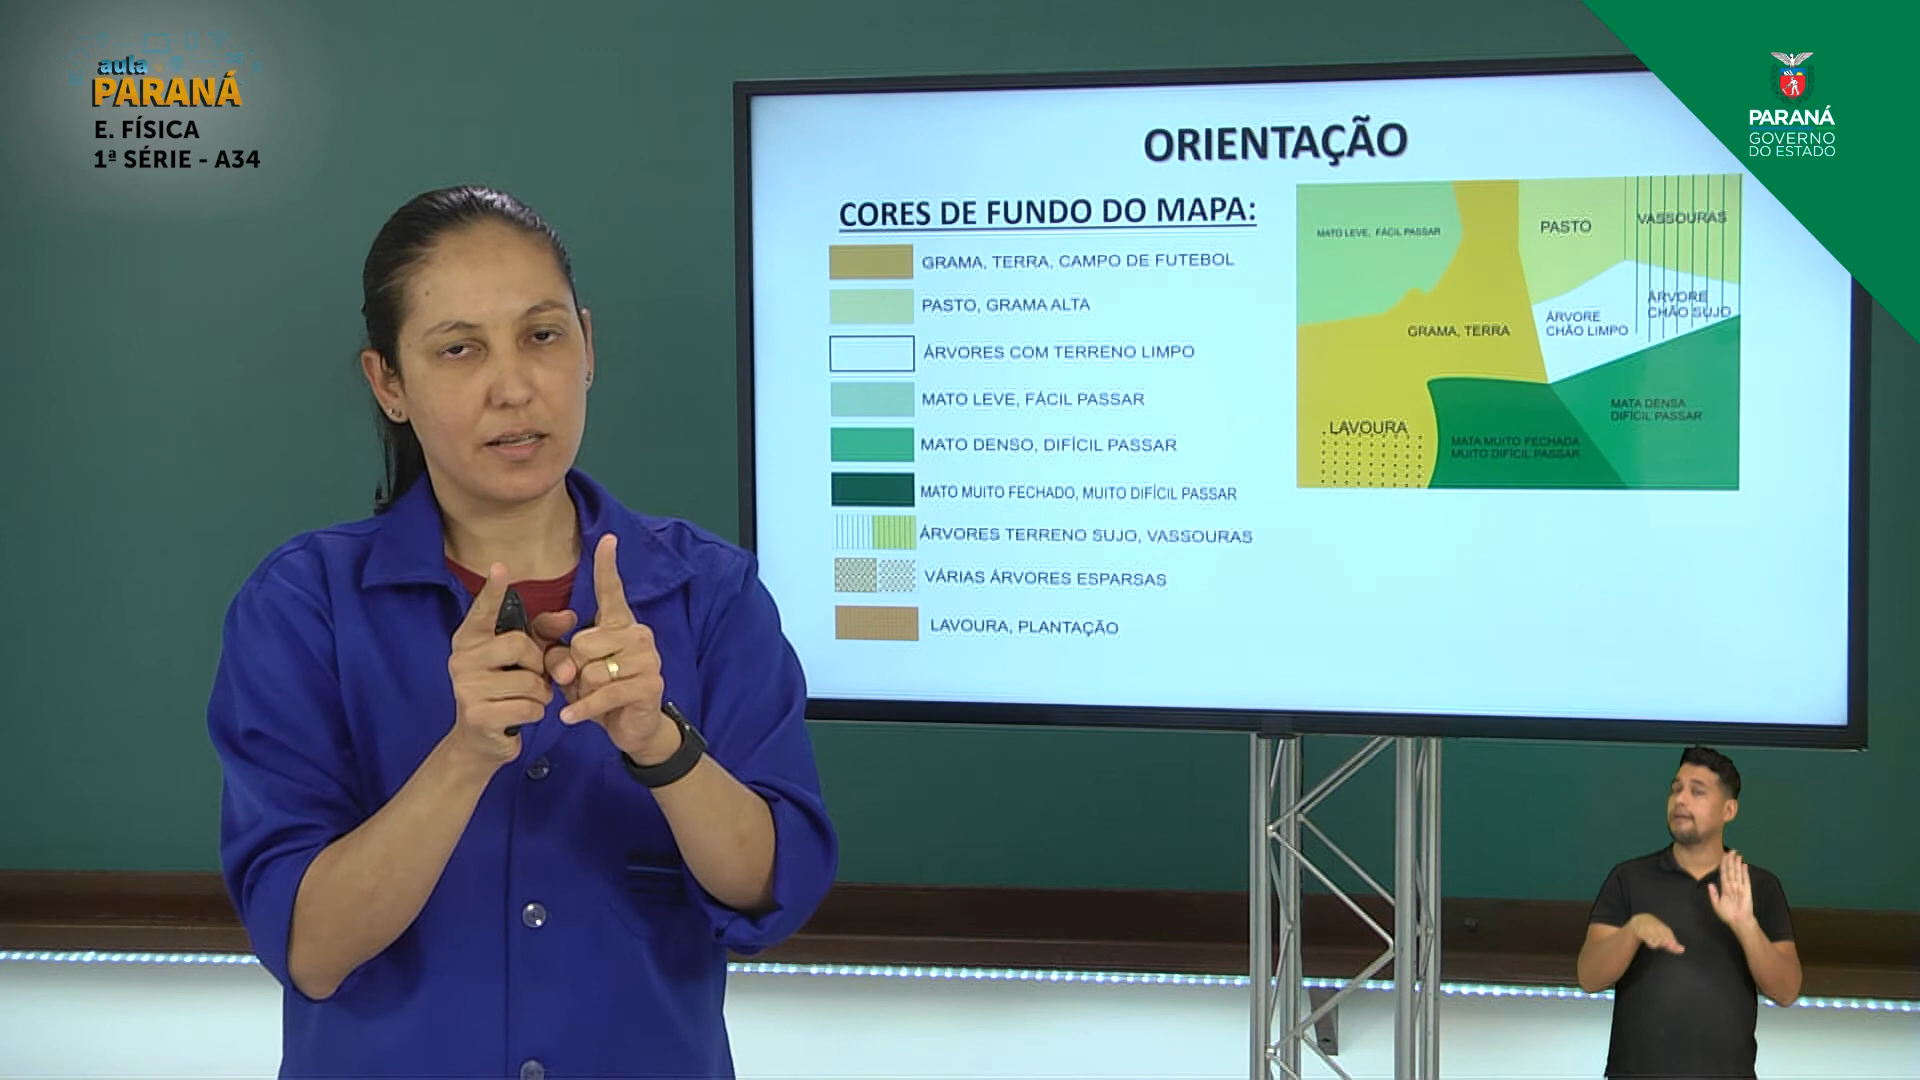 aula
PARANÁ
E. FÍSICA
1ª SÉRIE - A34
ORIENTAÇÃO
CORES DE FUNDO DO MAPA:
GRAMA, TERRA, CAMPO DE FUTEBOL
PASTO, GRAMA ALTA
ÁRVORES COM TERRENO LIMPO
MATO LEVE, FÁCIL PASSAR
MATO DENSO, DIFÍCIL PASSAR
MATO MUITO FECHADO, MUITO DIFÍCIL PASSAR
ÁRVORES TERRENO SUJO, VASSOURAS
VÁRIAS ÁRVORES ESPARSAS
LAVOURA, PLANTAÇÃO
MATO LEVE, FÁCIL PASSAR
PASTO
VASSOURAS
ÁRVORE
CHÃO SUJO
ÁRVORE
CHÃO LIMPO
GRAMA, TERRA
MATA DENSA
DIFÍCIL PASSAR
LAVOURA
MATA MUITO FECHADA
MUITO DIFÍCIL PASSAR
PARANÁ
GOVERNO
DO ESTADO